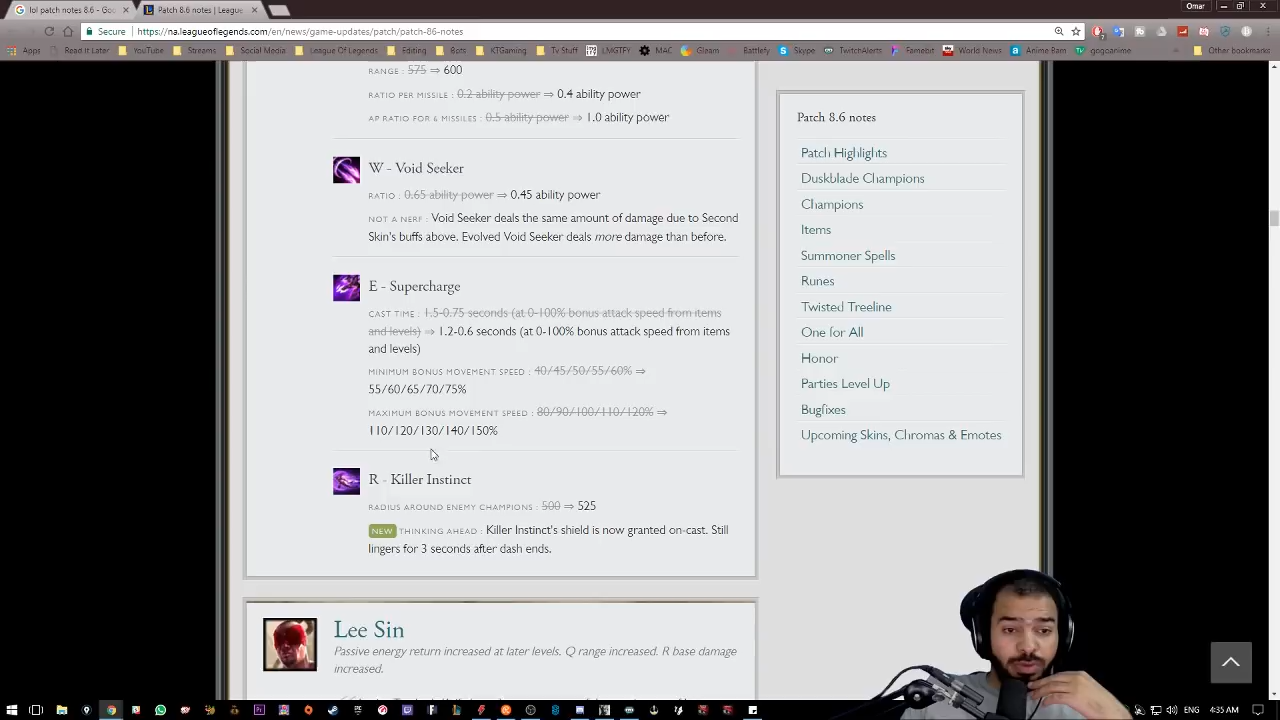 lol patch notes 8.6 - Goo
Patch 8.6 notes | League
Omar
Secure
https://na.leagueoflegends.com/en/news/game-updates/patch/patch-86-notes
Apps Read It Later YouTube Streams Social Media League Of Legends Editing Bots KTGaming Tv Stuff LMGTFY MAC Gleam Battlefy Skype TwitchAlerts Famebit World News Anime Bam gogoanime Other bookmarks
RANGE : 575 ⇒ 600
RATIO PER MISSILE : 0.2 ability power ⇒ 0.4 ability power
AP RATIO FOR 6 MISSILES : 0.5 ability power ⇒ 1.0 ability power
W - Void Seeker
RATIO : 0.65 ability power ⇒ 0.45 ability power
NOT A NERF : Void Seeker deals the same amount of damage due to Second
Skin's buffs above. Evolved Void Seeker deals more damage than before.
E - Supercharge
CAST TIME : 1.5-0.75 seconds (at 0-100% bonus attack speed from items
and levels) ⇒ 1.2-0.6 seconds (at 0-100% bonus attack speed from items
and levels)
MINIMUM BONUS MOVEMENT SPEED : 40/45/50/55/60% ⇒
55/60/65/70/75%
MAXIMUM BONUS MOVEMENT SPEED : 80/90/100/110/120% ⇒
110/120/130/140/150%
R - Killer Instinct
RADIUS AROUND ENEMY CHAMPIONS : 500 ⇒ 525
NEW THINKING AHEAD : Killer Instinct's shield is now granted on-cast. Still
lingers for 3 seconds after dash ends.
Lee Sin
Passive energy return increased at later levels. Q range increased. R base damage
increased.
Patch 8.6 notes
Patch Highlights
Duskblade Champions
Champions
Items
Summoner Spells
Runes
Twisted Treeline
One for All
Honor
Parties Level Up
Bugfixes
Upcoming Skins, Chromas & Emotes
ENG 4:35 AM